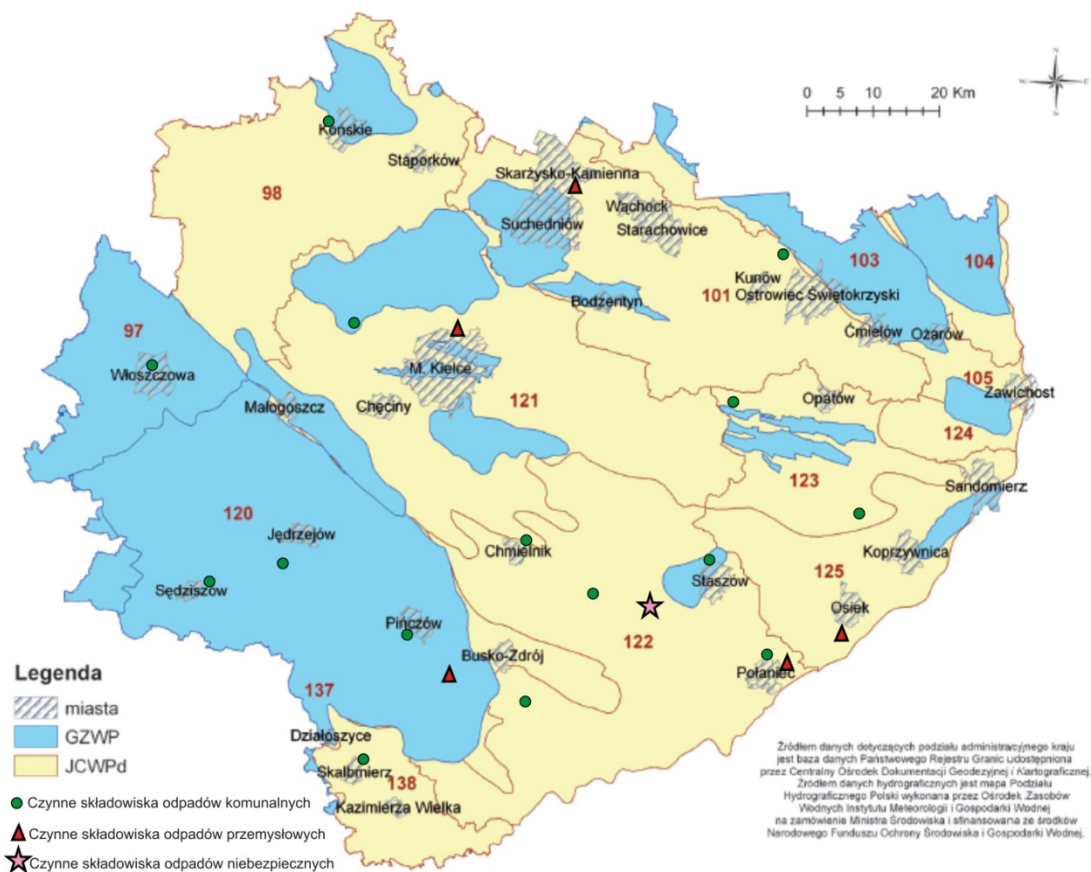 0 5 10 20 Km
N
W E
S
Końskie
Stąporków
98
Skarżysko-Kamienna
Suchedniów
Wąchock
Starachowice
103
104
Kunów
101
Ostrowiec Świętokrzyski
Bodzentyn
Ćmielów
Ożarów
97
Włoszczowa
M. Kielce
Małogoszcz
Chęciny
121
Opatów
105
Zawichost
124
123
Sandomierz
120
Jędrzejów
Chmielnik
Koprzywnica
Sędziszów
Staszów
125
Osiek
Pińczów
122
Busko-Zdrój
Połaniec
137
Działoszyce
Skalbmierz
138
Kazimierza Wielka
Legenda
miasta
GZWP
JCWPd
Czynne składowiska odpadów komunalnych
Czynne składowiska odpadów przemysłowych
Czynne składowiska odpadów niebezpiecznych
Źródłem danych dotyczących podziału administracyjnego kraju
jest baza danych Państwowego Rejestru Granic udostępniona
przez Centralny Ośrodek Dokumentacji Geodezyjnej i Kartograficznej.
Źródłem danych hydrograficznych jest mapa Podziału
Hydrograficznego Polski wykonana przez Ośrodek Zasobów
Wodnych Instytutu Meteorologii i Gospodarki Wodnej
na zamówienie Ministra Środowiska i sfinansowana ze środków
Narodowego Funduszu Ochrony Środowiska i Gospodarki Wodnej.